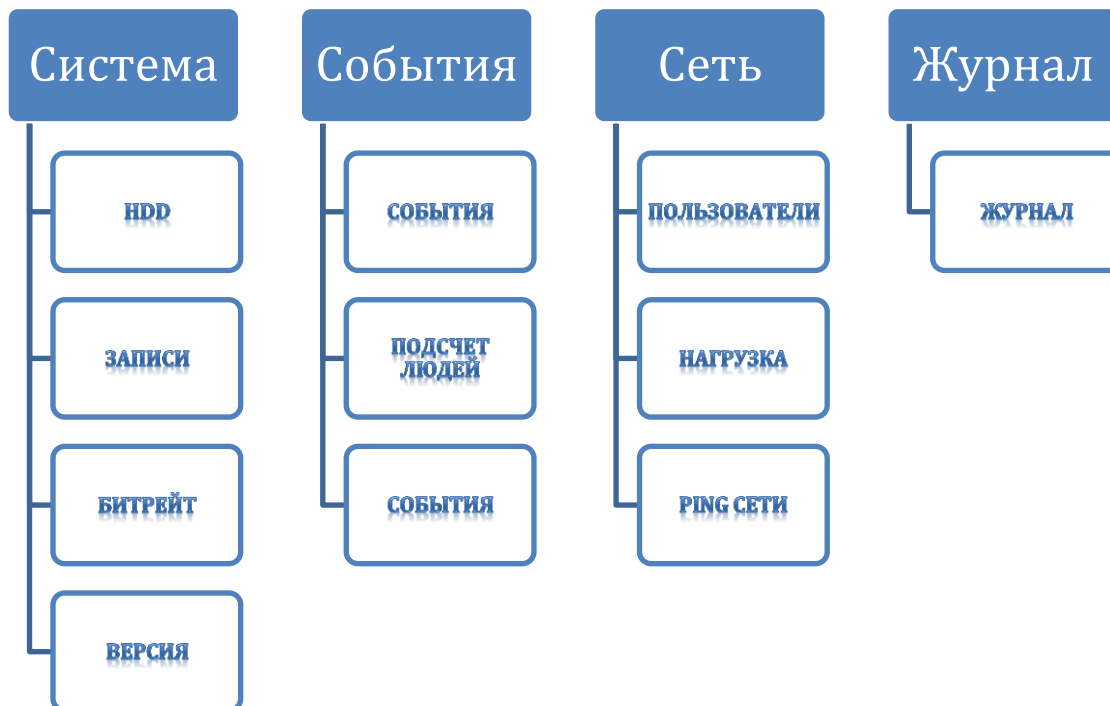 Система
HDD
ЗАПИСИ
БИТРЕЙТ
ВЕРСИЯ
События
СОБЫТИЯ
ПОДСЧЕТ
ЛЮДЕЙ
СОБЫТИЯ
Сеть
ПОЛЬЗОВАТЕЛИ
НАГРУЗКА
PING СЕТИ
Журнал
ЖУРНАЛ